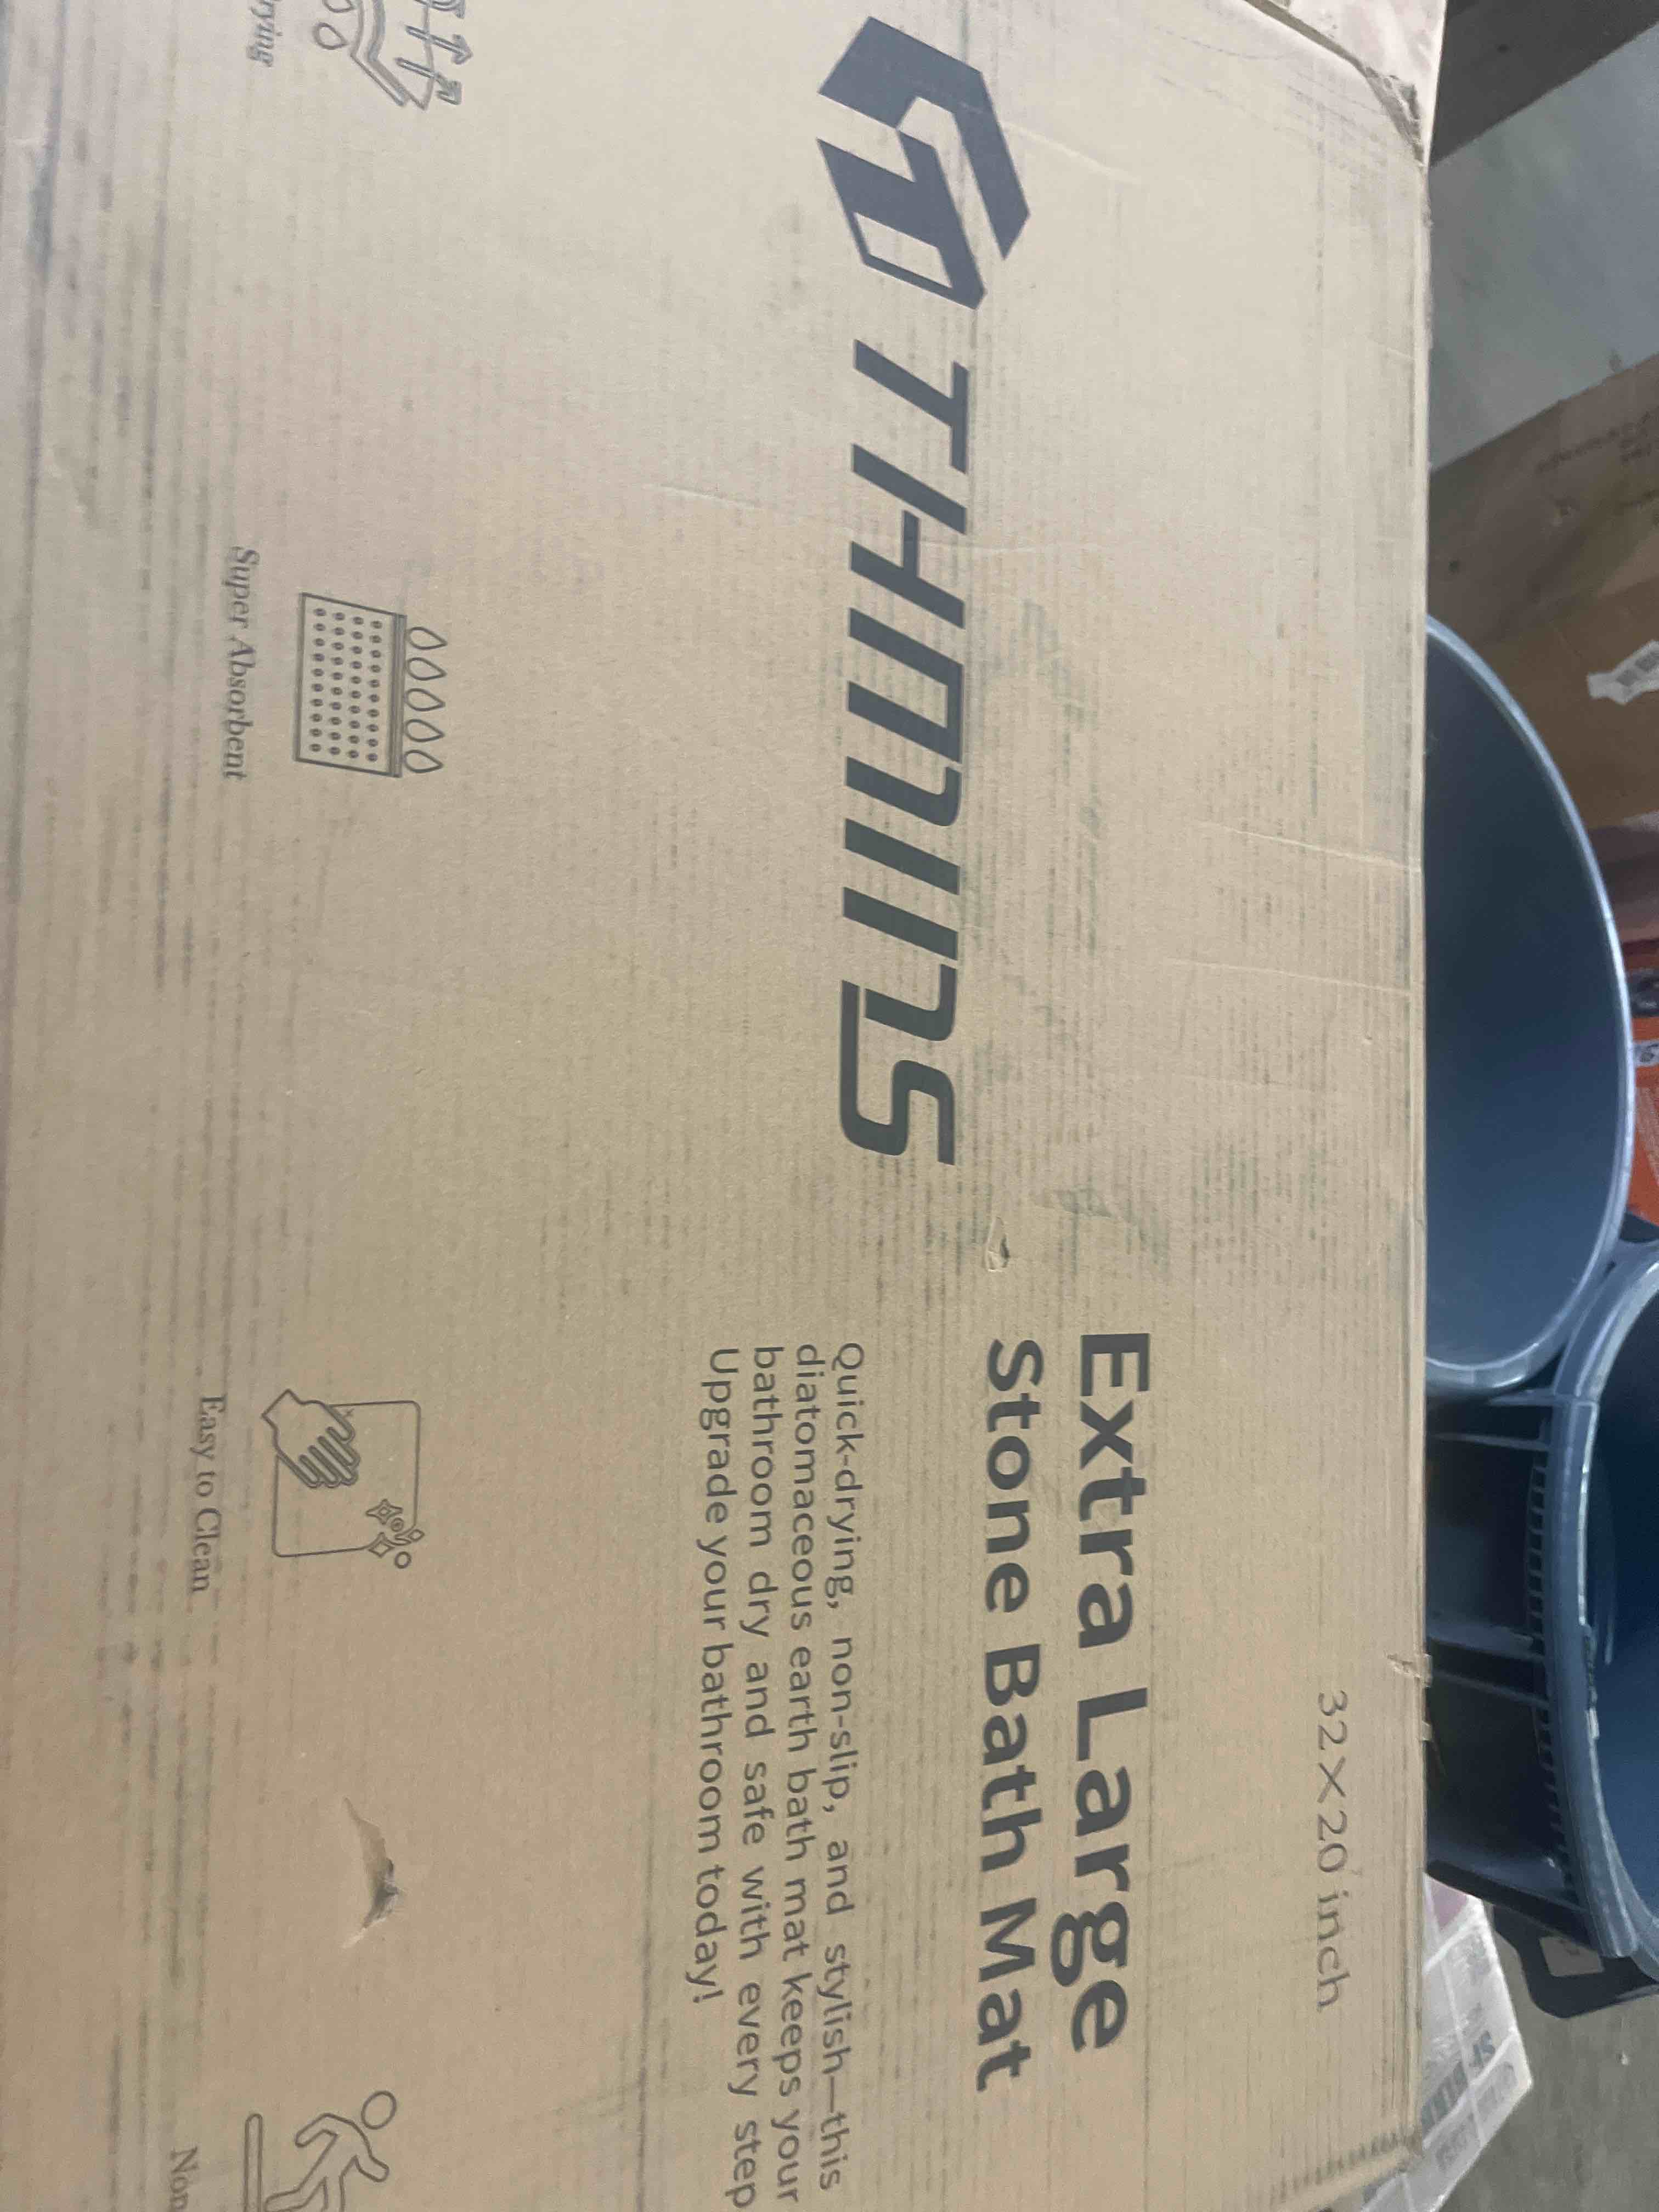 32×20 inch
THNINS
Extra Large
Stone Bath Mat
Quick-drying, non-slip, and stylish—this
diatomaceous earth bath mat keeps your
bathroom dry and safe with every step
Upgrade your bathroom today!
Super Absorbent
Easy to Clean